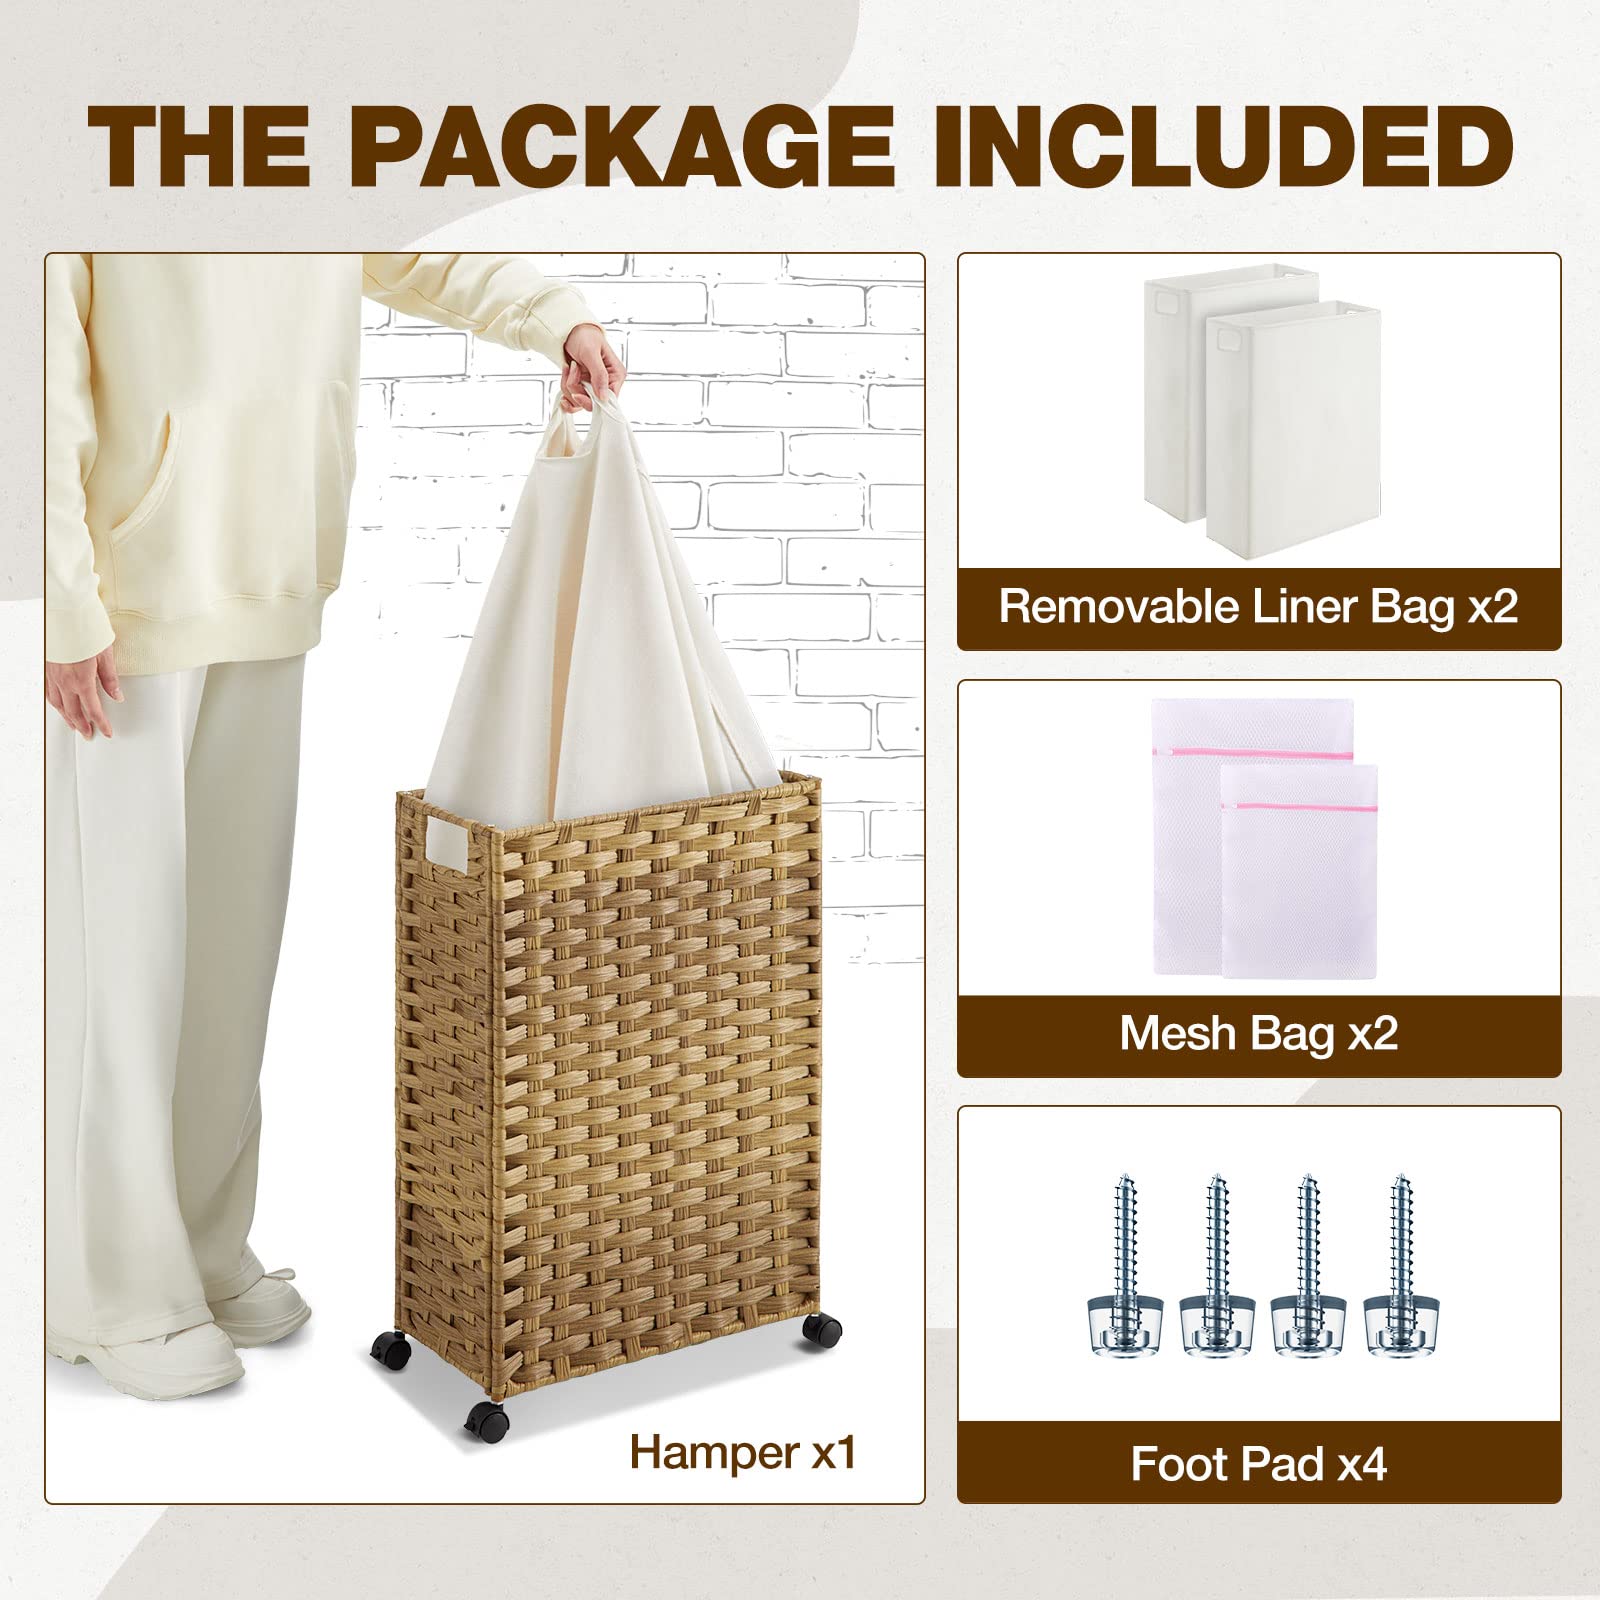 THE PACKAGE INCLUDED
Hamper x1
Removable Liner Bag x2
Mesh Bag x2
Foot Pad x4